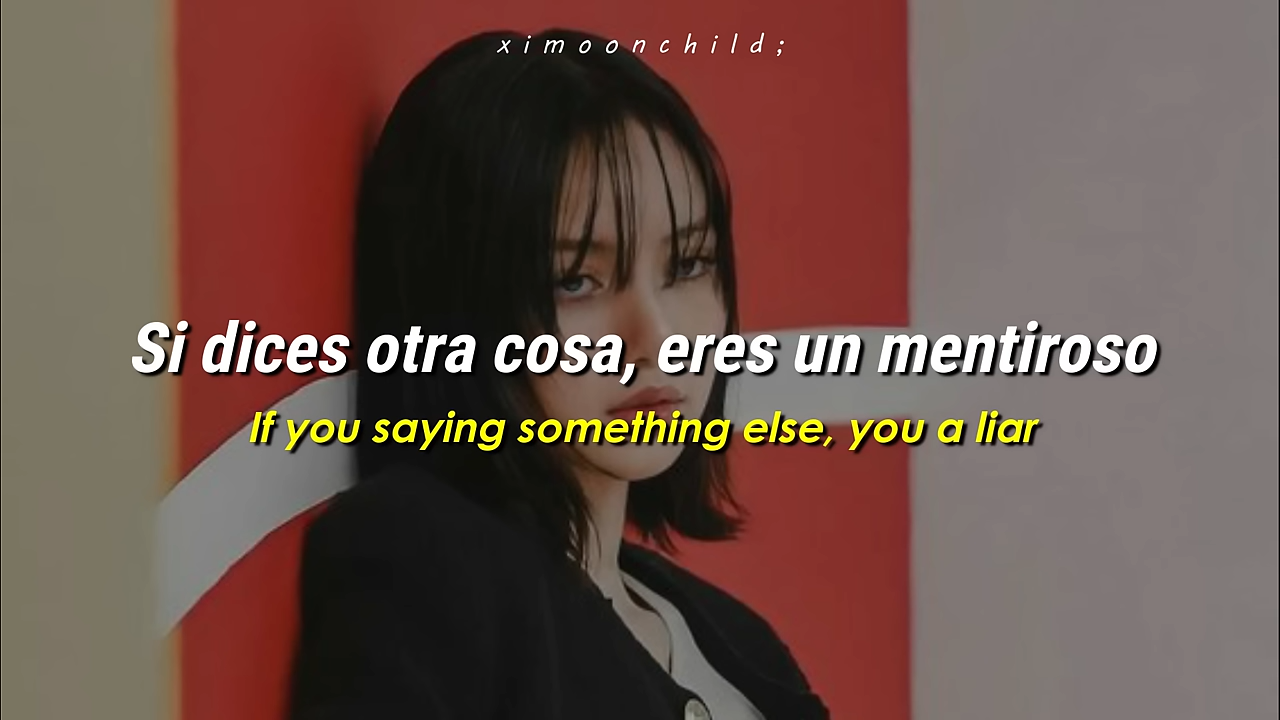 ximoonchild;
Si dices otra cosa, eres un mentiroso
If you saying something else, you a liar